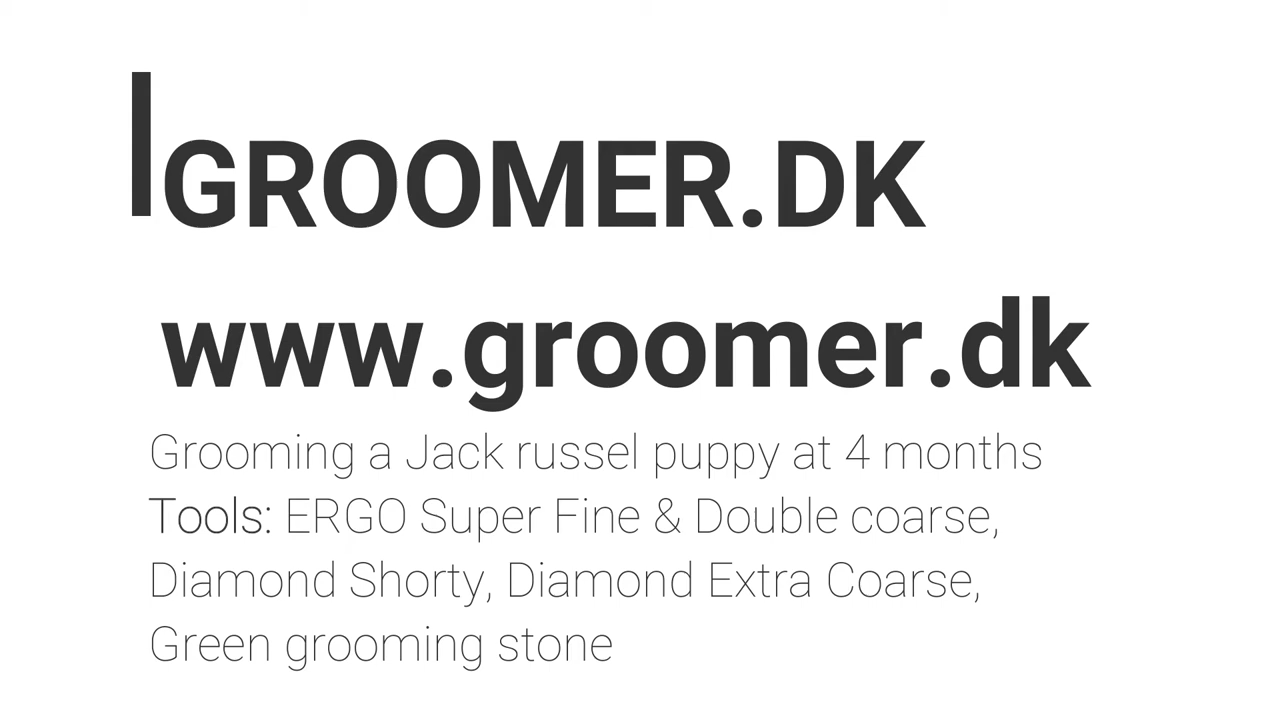 GROOMER.DK
www.groomer.dk
Grooming a Jack russel puppy at 4 months
Tools: ERGO Super Fine & Double coarse,
Diamond Shorty, Diamond Extra Coarse,
Green grooming stone